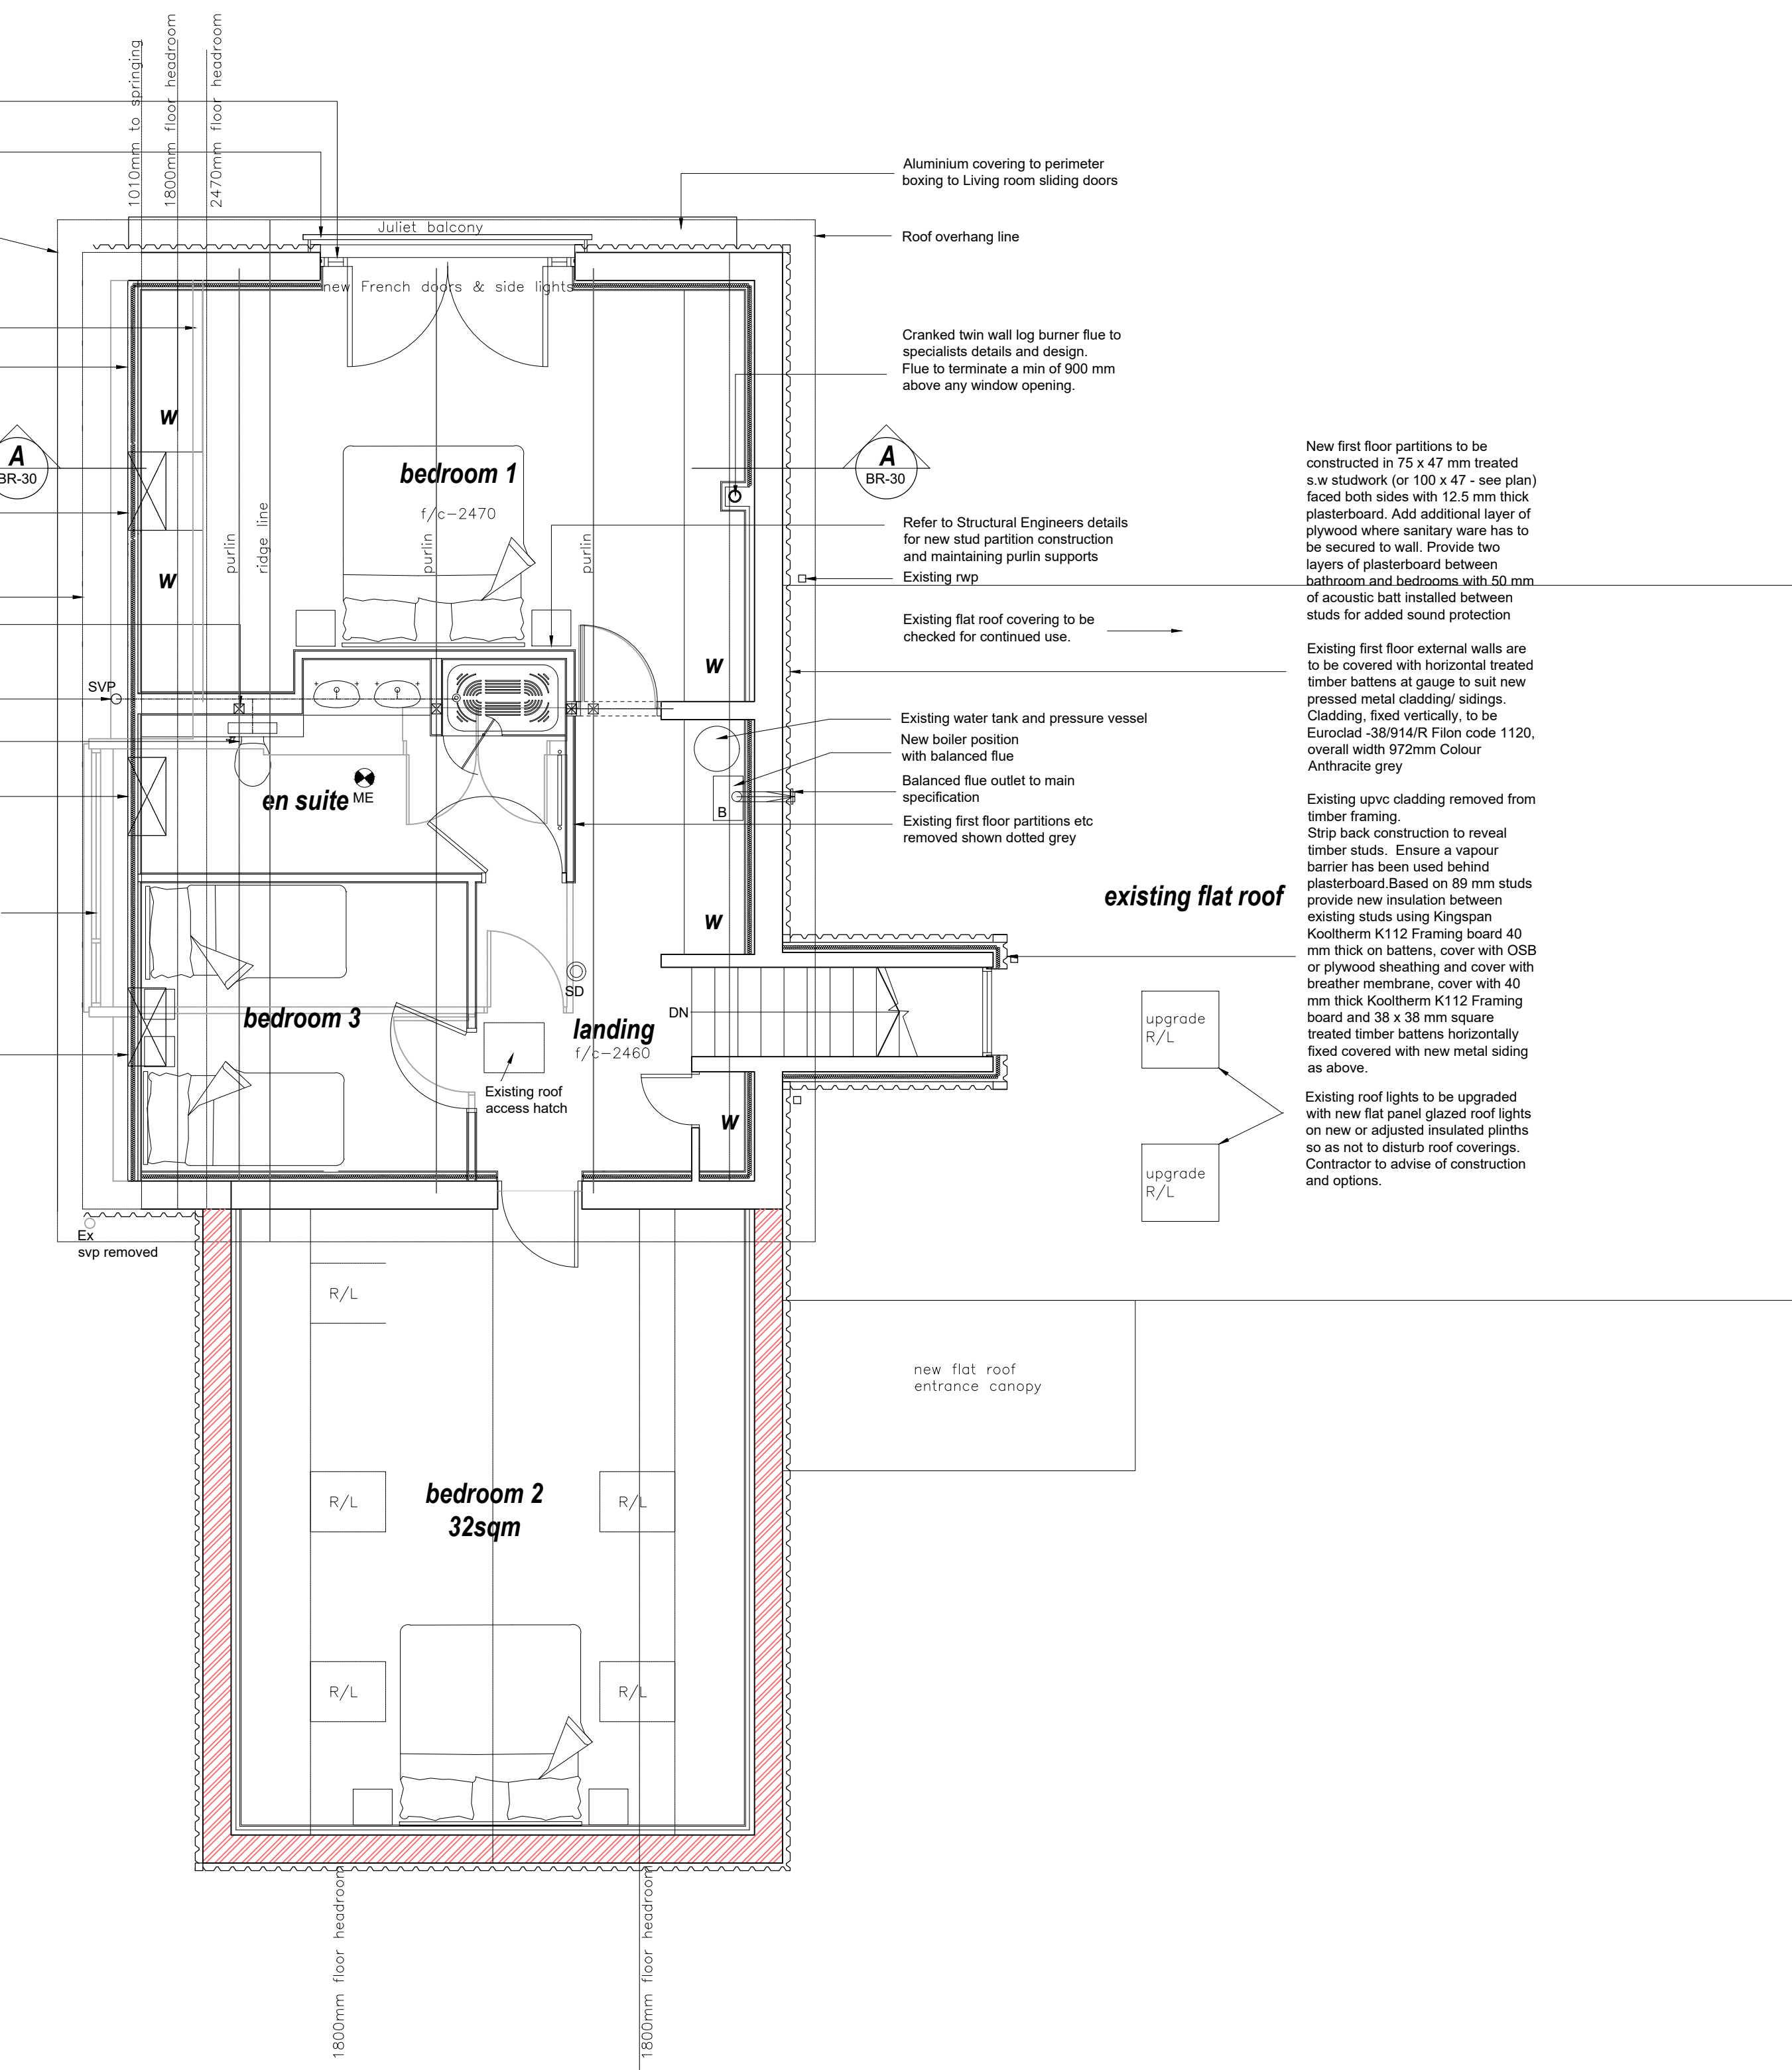 1010mm to springing
1800mm floor headroom
2470mm floor headroom
Juliet balcony
new French doors & side lights
Aluminium covering to perimeter
boxing to Living room sliding doors
Roof overhang line
Cranked twin wall log burner flue to
specialists details and design.
Flue to terminate a min of 900 mm
above any window opening.
W
A
BR-30
bedroom 1
f/c-2470
A
BR-30
purlin
ridge line
purlin
purlin
W
Refer to Structural Engineers details
for new stud partition construction
and maintaining purlin supports
Existing rwp
Existing flat roof covering to be
checked for continued use.
New first floor partitions to be
constructed in 75 x 47 mm treated
s.w studwork (or 100 x 47 - see plan)
faced both sides with 12.5 mm thick
plasterboard. Add additional layer of
plywood where sanitary ware has to
be secured to wall. Provide two
layers of plasterboard between
bathroom and bedrooms with 50 mm
of acoustic batt installed between
studs for added sound protection
Existing first floor external walls are
to be covered with horizontal treated
timber battens at gauge to suit new
pressed metal cladding/ sidings.
Cladding, fixed vertically, to be
Euroclad -38/914/R Filon code 1120,
overall width 972mm Colour
Anthracite grey
Existing upvc cladding removed from
timber framing.
Strip back construction to reveal
timber studs.  Ensure a vapour
barrier has been used behind
plasterboard.Based on 89 mm studs
provide new insulation between
existing studs using Kingspan
Kooltherm K112 Framing board 40
mm thick on battens, cover with OSB
or plywood sheathing and cover with
breather membrane, cover with 40
mm thick Kooltherm K112 Framing
board and 38 x 38 mm square
treated timber battens horizontally
fixed covered with new metal siding
as above.
Existing roof lights to be upgraded
with new flat panel glazed roof lights
on new or adjusted insulated plinths
so as not to disturb roof coverings.
Contractor to advise of construction
and options.
W
SVP
Existing water tank and pressure vessel
New boiler position
with balanced flue
Balanced flue outlet to main
specification
Existing first floor partitions etc
removed shown dotted grey
B
en suite
ME
existing flat roof
W
SD
DN
bedroom 3
landing
f/c-2460
Existing roof
access hatch
W
upgrade
R/L
upgrade
R/L
Ex
svp removed
R/L
new flat roof
entrance canopy
R/L
R/L
bedroom 2
32sqm
R/L
R/L
1800mm floor headroom
1800mm floor headroom